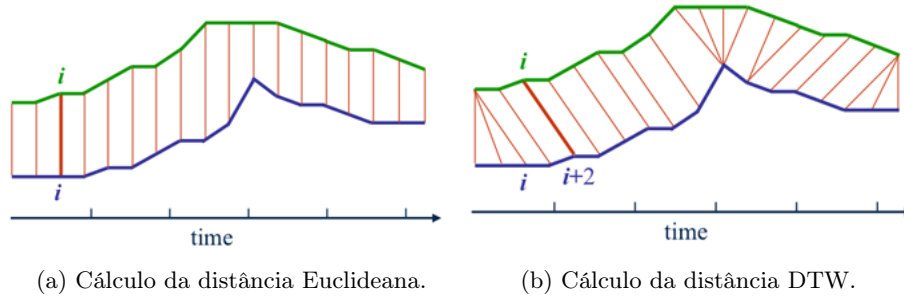 i
i
time
(a) Cálculo da distância Euclideana.
i
i
i+2
time
(b) Cálculo da distância DTW.